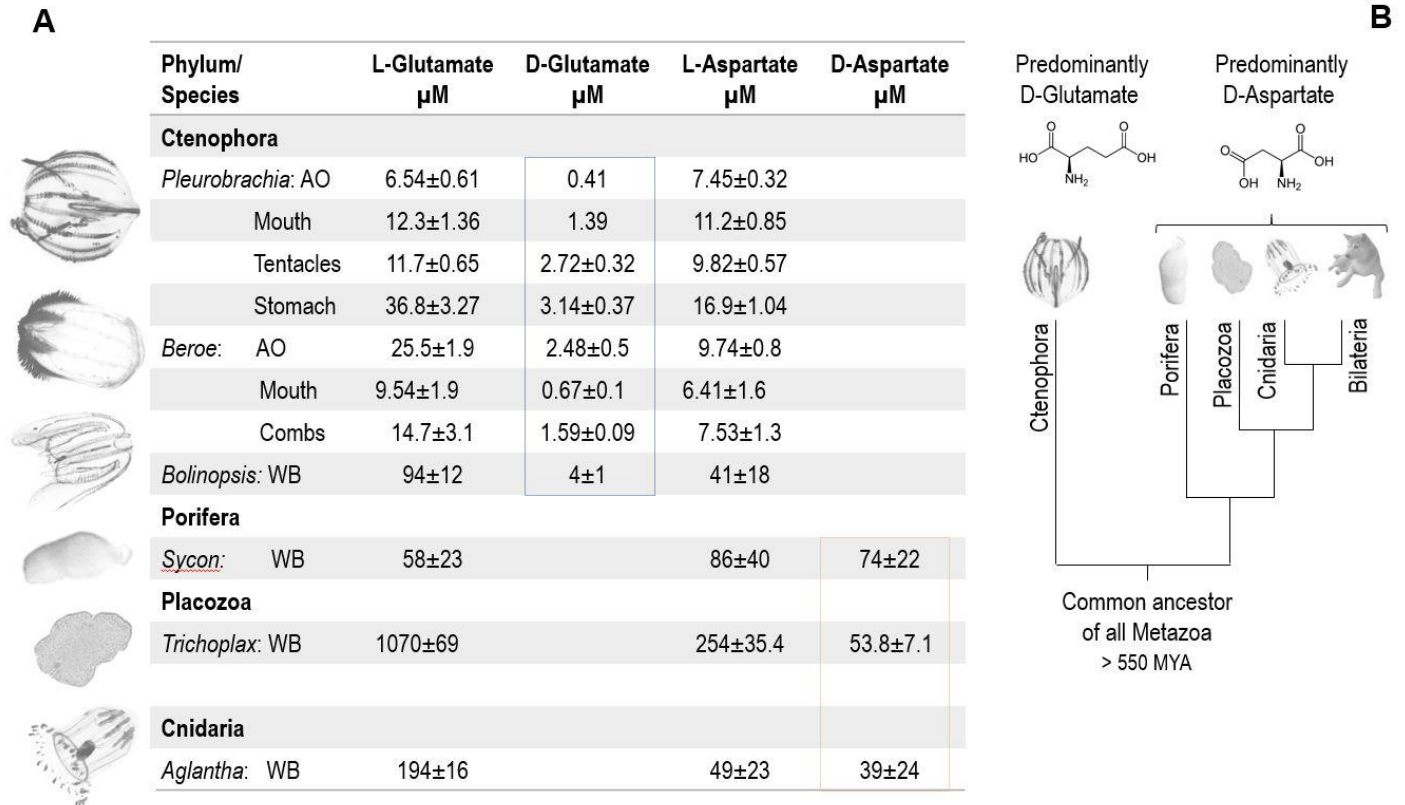 A
Phylum/ L-Glutamate D-Glutamate L-Aspartate D-Aspartate
Species µM µM µM µM
Ctenophora
Pleurobrachia: AO 6.54±0.61 0.41 7.45±0.32
Mouth 12.3±1.36 1.39 11.2±0.85
Tentacles 11.7±0.65 2.72±0.32 9.82±0.57
Stomach 36.8±3.27 3.14±0.37 16.9±1.04
Beroe: AO 25.5±1.9 2.48±0.5 9.74±0.8
Mouth 9.54±1.9 0.67±0.1 6.41±1.6
Combs 14.7±3.1 1.59±0.09 7.53±1.3
Bolinopsis: WB 94±12 4±1 41±18
Porifera
Sycon: WB 58±23 86±40 74±22
Placozoa
Trichoplax: WB 1070±69 254±35.4 53.8±7.1
Cnidaria
Aglantha: WB 194±16 49±23 39±24
B
Predominantly
D-Glutamate
Predominantly
D-Aspartate
O O
HO OH
NH2
O O
OH
OH NH2
Ctenophora
Porifera
Placozoa
Cnidaria
Bilateria
Common ancestor
of all Metazoa
> 550 MYA